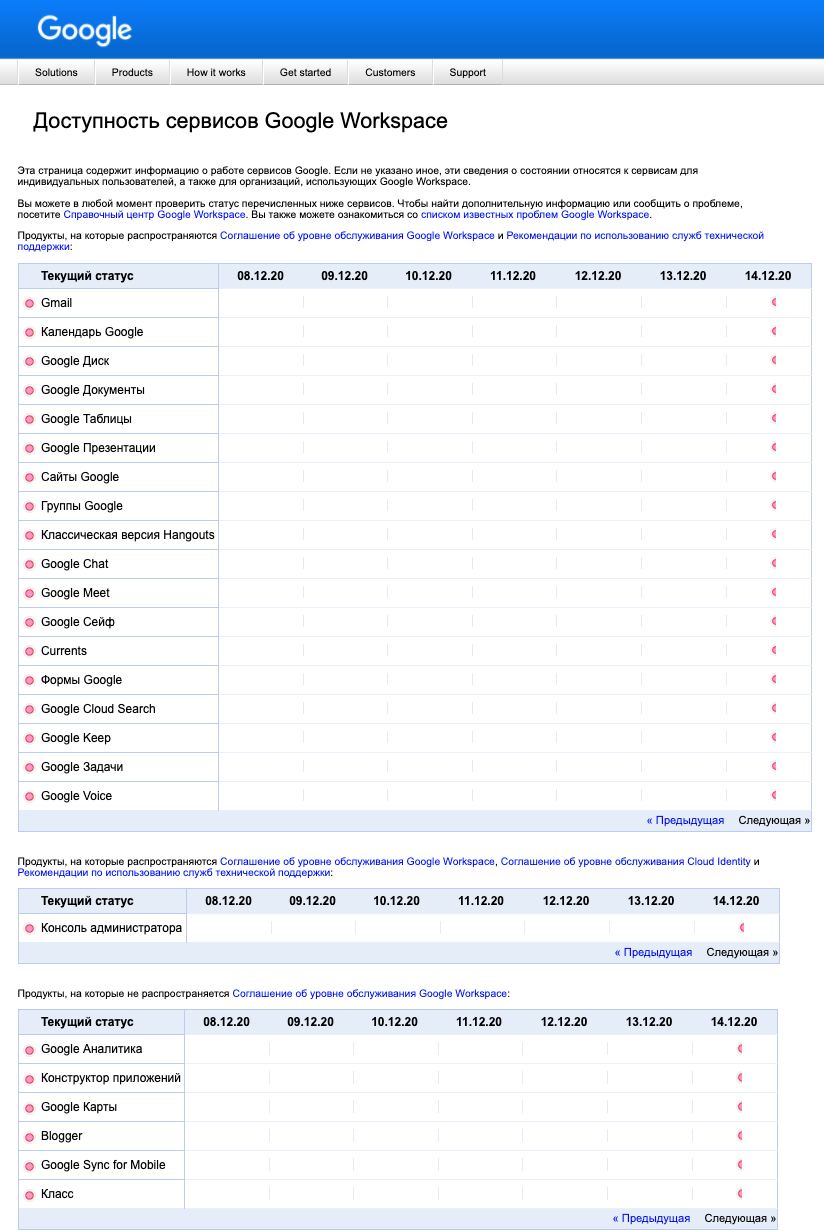 Google
Solutions Products How it works Get started Customers Support
Доступность сервисов Google Workspace
Эта страница содержит информацию о работе сервисов Google. Если не указано иное, эти сведения о состоянии относятся к сервисам для
индивидуальных пользователей, а также для организаций, использующих Google Workspace.
Вы можете в любой момент проверить статус перечисленных ниже сервисов. Чтобы найти дополнительную информацию или сообщить о проблеме,
посетите Справочный центр Google Workspace. Вы также можете ознакомиться со списком известных проблем Google Workspace.
Продукты, на которые распространяются Соглашение об уровне обслуживания Google Workspace и Рекомендации по использованию служб технической
поддержки:
Текущий статус 08.12.20 09.12.20 10.12.20 11.12.20 12.12.20 13.12.20 14.12.20
Gmail
Календарь Google
Google Диск
Google Документы
Google Таблицы
Google Презентации
Сайты Google
Группы Google
Классическая версия Hangouts
Google Chat
Google Meet
Google Сейф
Currents
Формы Google
Google Cloud Search
Google Keep
Google Задачи
Google Voice
« Предыдущая Следующая »
Продукты, на которые распространяются Соглашение об уровне обслуживания Google Workspace, Соглашение об уровне обслуживания Cloud Identity и
Рекомендации по использованию служб технической поддержки:
Текущий статус 08.12.20 09.12.20 10.12.20 11.12.20 12.12.20 13.12.20 14.12.20
Консоль администратора
« Предыдущая Следующая »
Продукты, на которые не распространяется Соглашение об уровне обслуживания Google Workspace:
Текущий статус 08.12.20 09.12.20 10.12.20 11.12.20 12.12.20 13.12.20 14.12.20
Google Аналитика
Конструктор приложений
Google Карты
Blogger
Google Sync for Mobile
Класс
« Предыдущая Следующая »